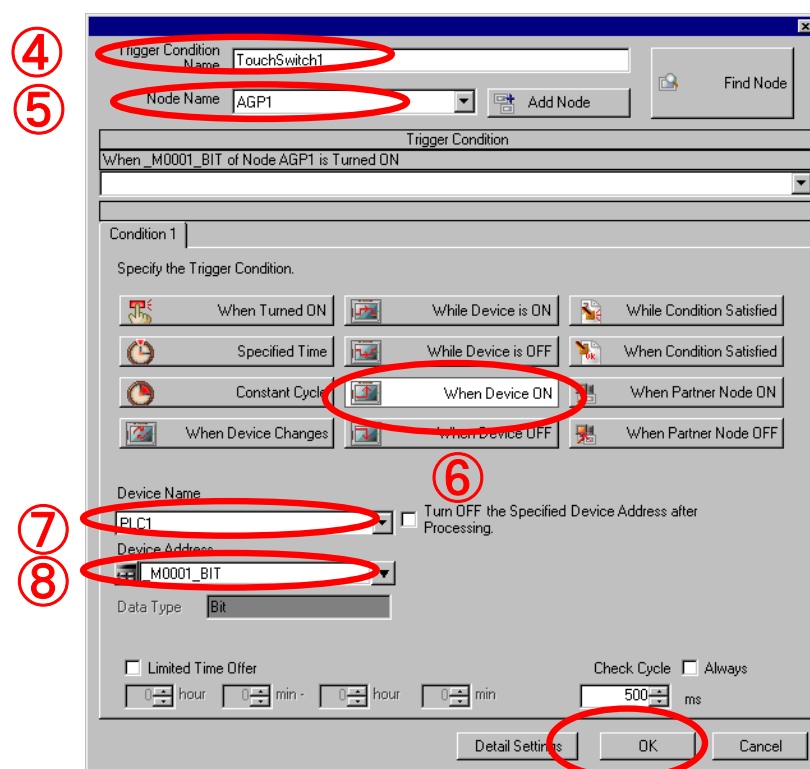 ④
Trigger Condition
Name
TouchSwitch1
Find Node
⑤
Node Name
AGP1
Add Node
Trigger Condition
When _M0001_BIT of Node AGP1 is Turned ON
Condition 1
Specify the Trigger Condition.
When Turned ON
While Device is ON
While Condition Satisfied
Specified Time
While Device is OFF
When Condition Satisfied
Constant Cycle
When Device ON
When Partner Node ON
When Device Changes
When Device OFF
When Partner Node OFF
⑥
Device Name
⑦
PLC1
Turn OFF the Specified Device Address after
Processing.
Device Address
⑧
_M0001_BIT
Data Type
Bit
Limited Time Offer
Check Cycle
Always
0 hour 0 min - 0 hour 0 min
500 ms
Detail Settings
OK
Cancel